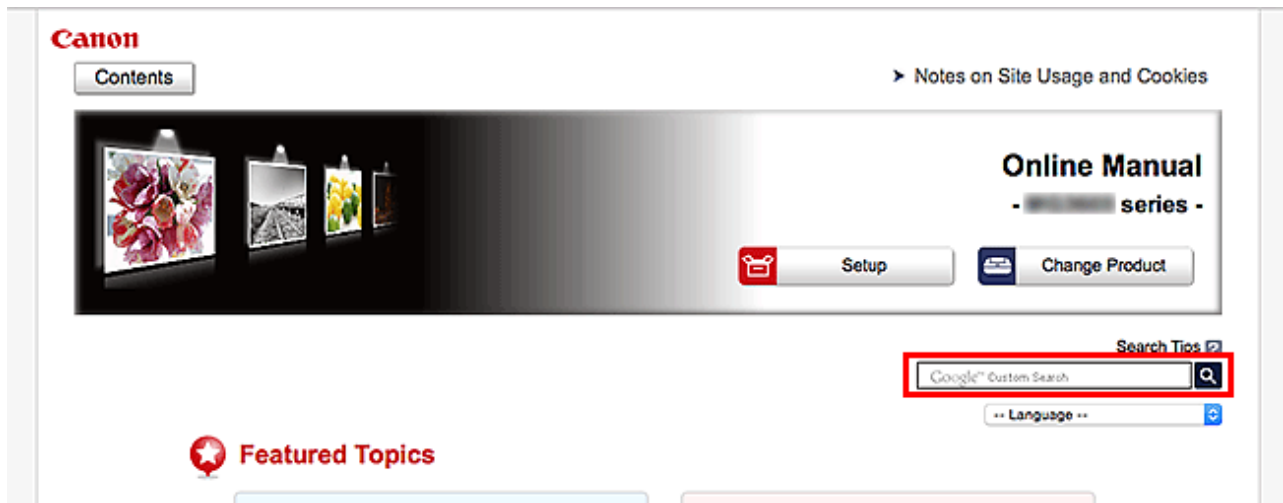 Canon
Contents
Notes on Site Usage and Cookies
Online Manual
- series -
Setup
Change Product
Search Tips
Google™ Custom Search
-- Language --
Featured Topics